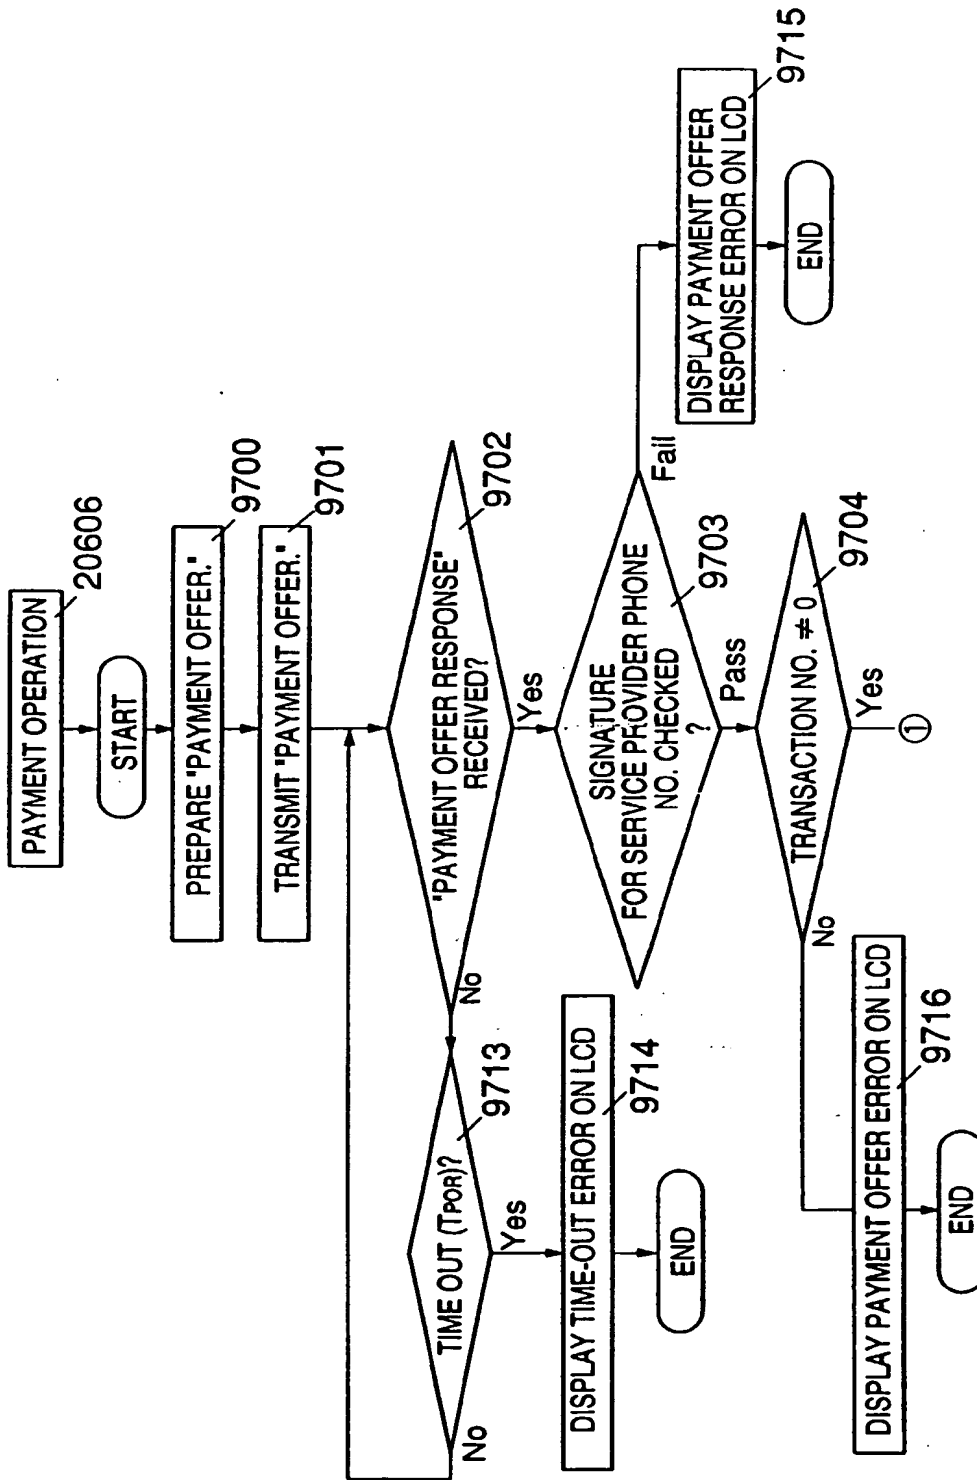 PAYMENT OPERATION
20606
START
PREPARE "PAYMENT OFFER."
9700
TRANSMIT "PAYMENT OFFER."
9701
"PAYMENT OFFER RESPONSE"
RECEIVED?
9702
No
Yes
TIME OUT (TPOR)?
9713
No
Yes
DISPLAY TIME-OUT ERROR ON LCD
9714
END
SIGNATURE
FOR SERVICE PROVIDER PHONE
NO. CHECKED
?
9703
Fail
Pass
DISPLAY PAYMENT OFFER
RESPONSE ERROR ON LCD
9715
END
TRANSACTION NO. ≠ 0
9704
No
Yes
①
DISPLAY PAYMENT OFFER ERROR ON LCD
9716
END